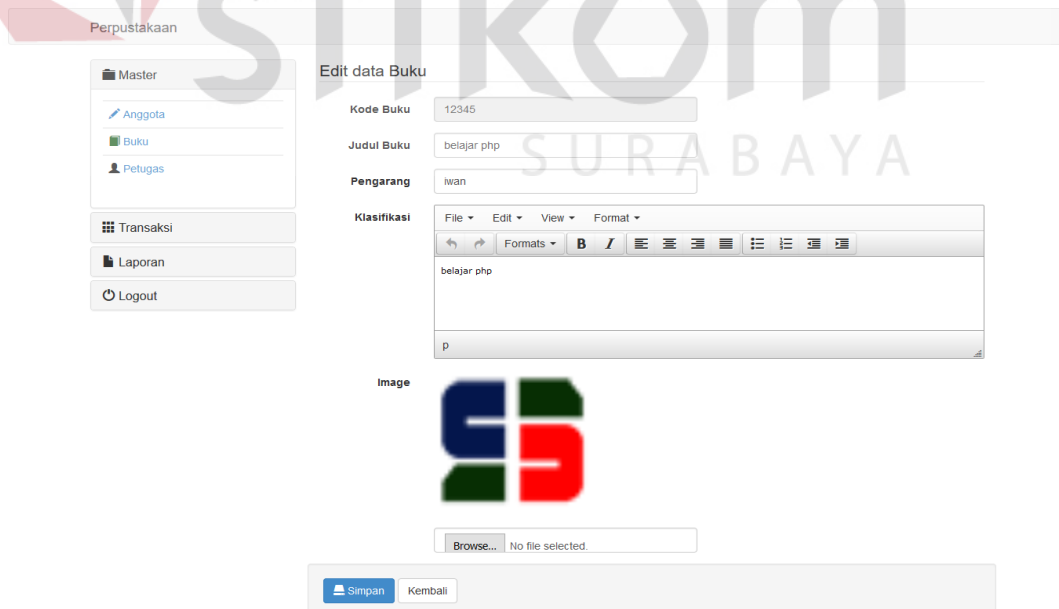 stikom
SURABAYA
Perpustakaan
Master
Anggota
Buku
Petugas
Transaksi
Laporan
Logout
Edit data Buku
Kode Buku 12345
Judul Buku belajar php
Pengarang iwan
Klasifikasi File Edit View Format
Formats B I
belajar php
p
Image
Browse... No file selected.
Simpan Kembali